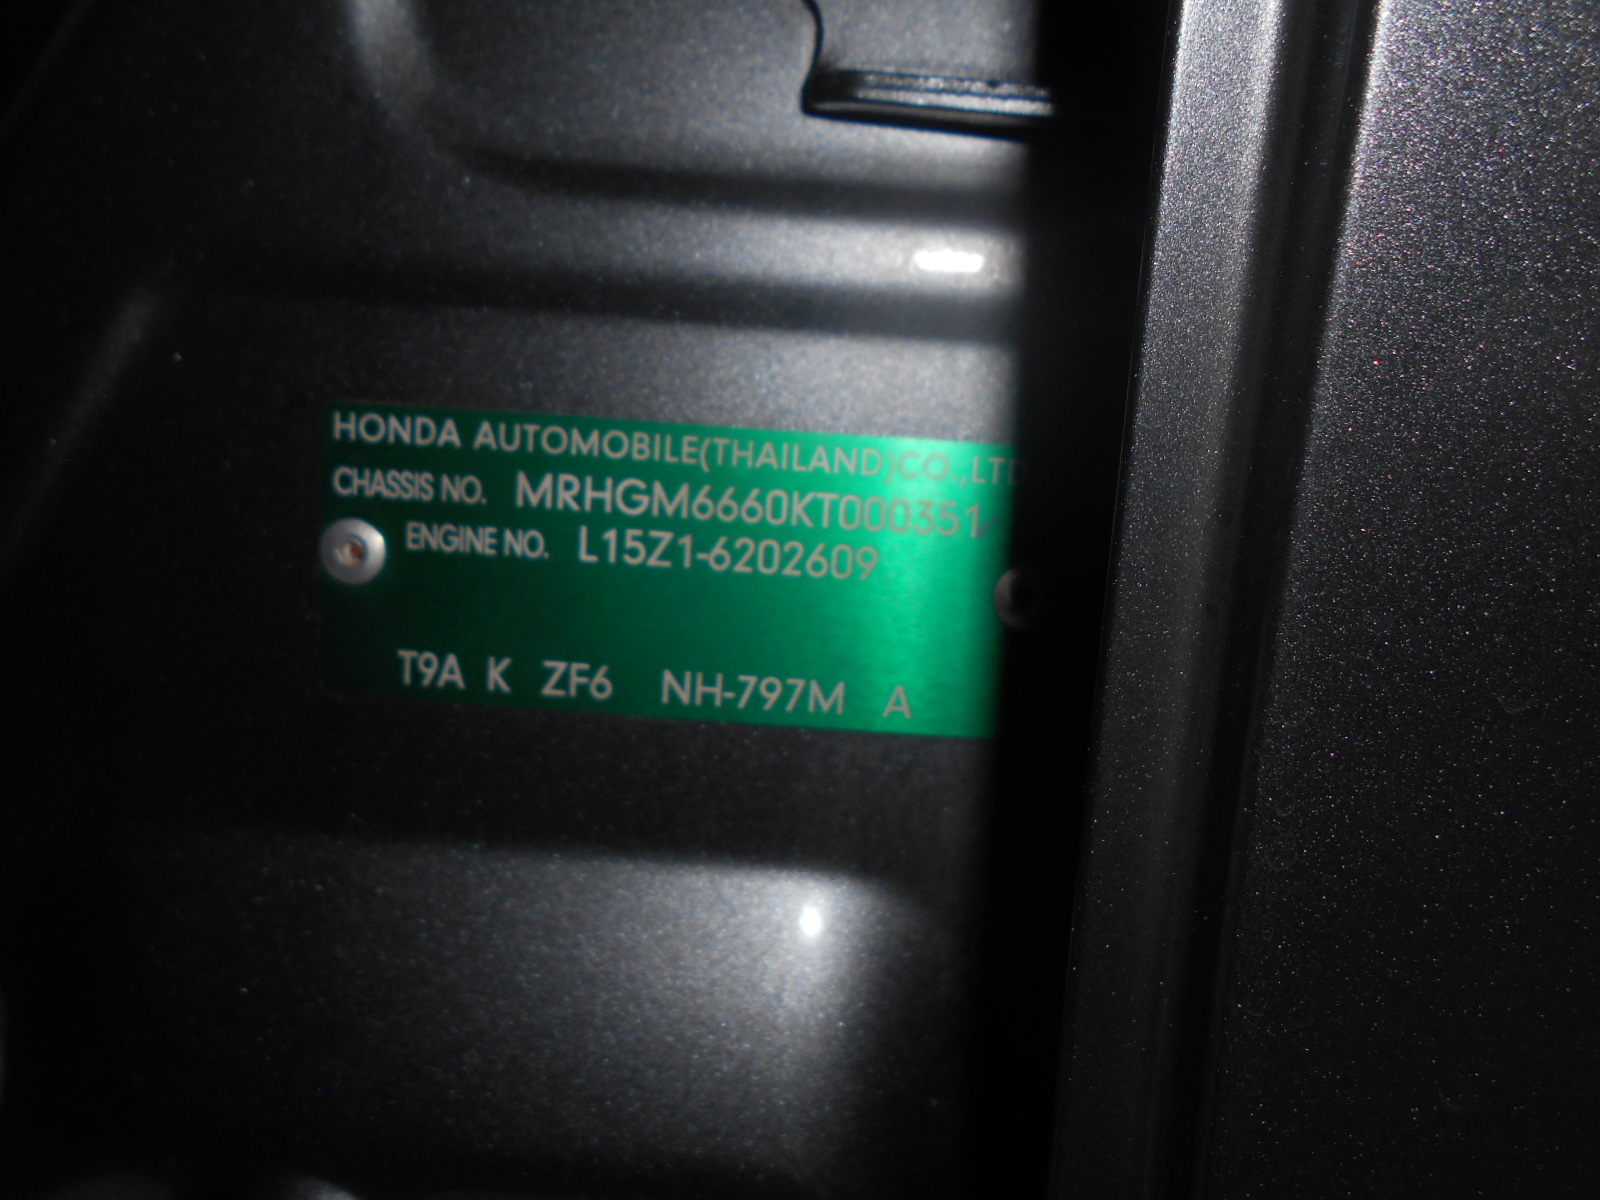 HONDA AUTOMOBILE(THAILAND)CO.,LTD
CHASSIS NO. MRHGM6660KT000351
ENGINE NO. L15Z1-6202609
T9A K ZF6 NH-797M A